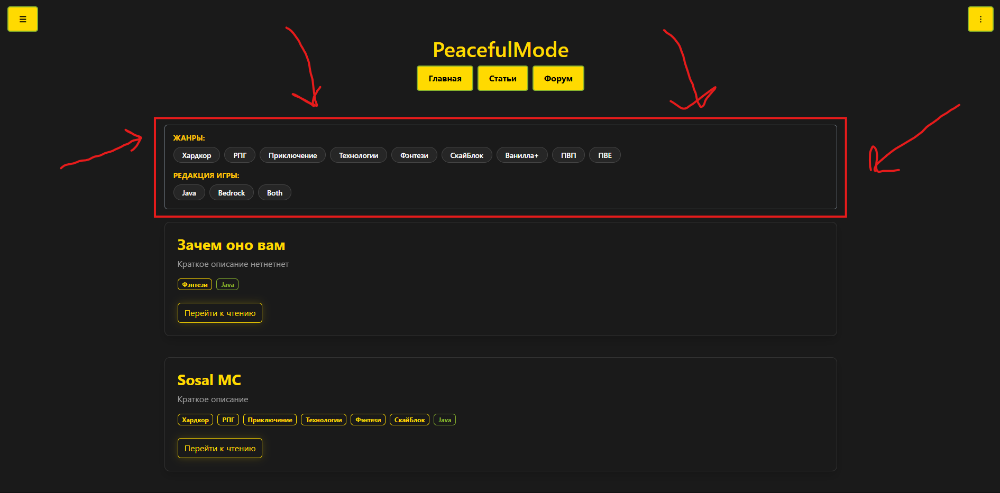 ☰
⋮
PeacefulMode
Главная Статьи Форум
ЖАНРЫ:
Хардкор РПГ Приключение Технологии Фэнтези СкайБлок Ванилла+ ПВП ПВЕ
РЕДАКЦИЯ ИГРЫ:
Java Bedrock Both
Зачем оно вам
Краткое описание нетнетнет
Фэнтези Java
Перейти к чтению
Sosal MC
Краткое описание
Хардкор РПГ Приключение Технологии Фэнтези СкайБлок Java
Перейти к чтению